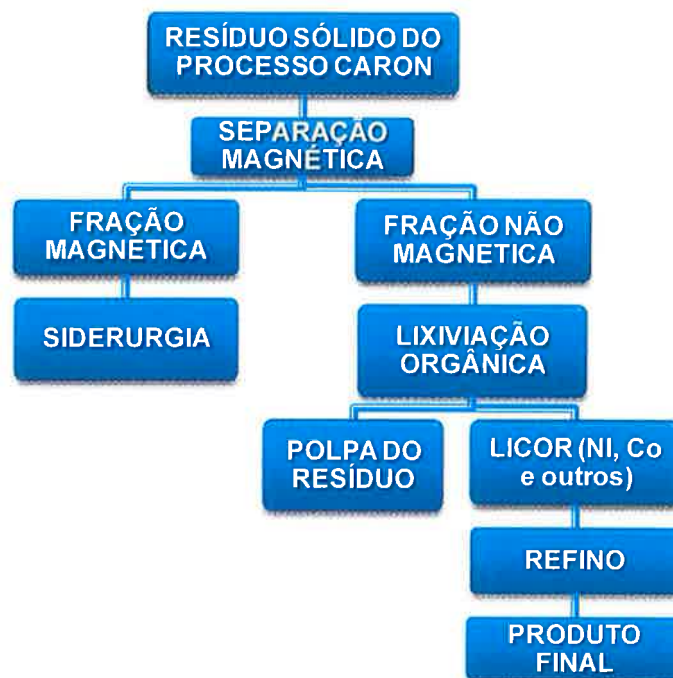 RESÍDUO SÓLIDO DO
PROCESSO CARON
SEPARAÇÃO
MAGNÉTICA
FRAÇÃO
MAGNÉTICA
FRAÇÃO NÃO
MAGNETICA
SIDERURGIA
LIXIVIAÇÃO
ORGÂNICA
POLPA DO
RESÍDUO
LICOR (NI, Co
e outros)
REFINO
PRODUTO
FINAL